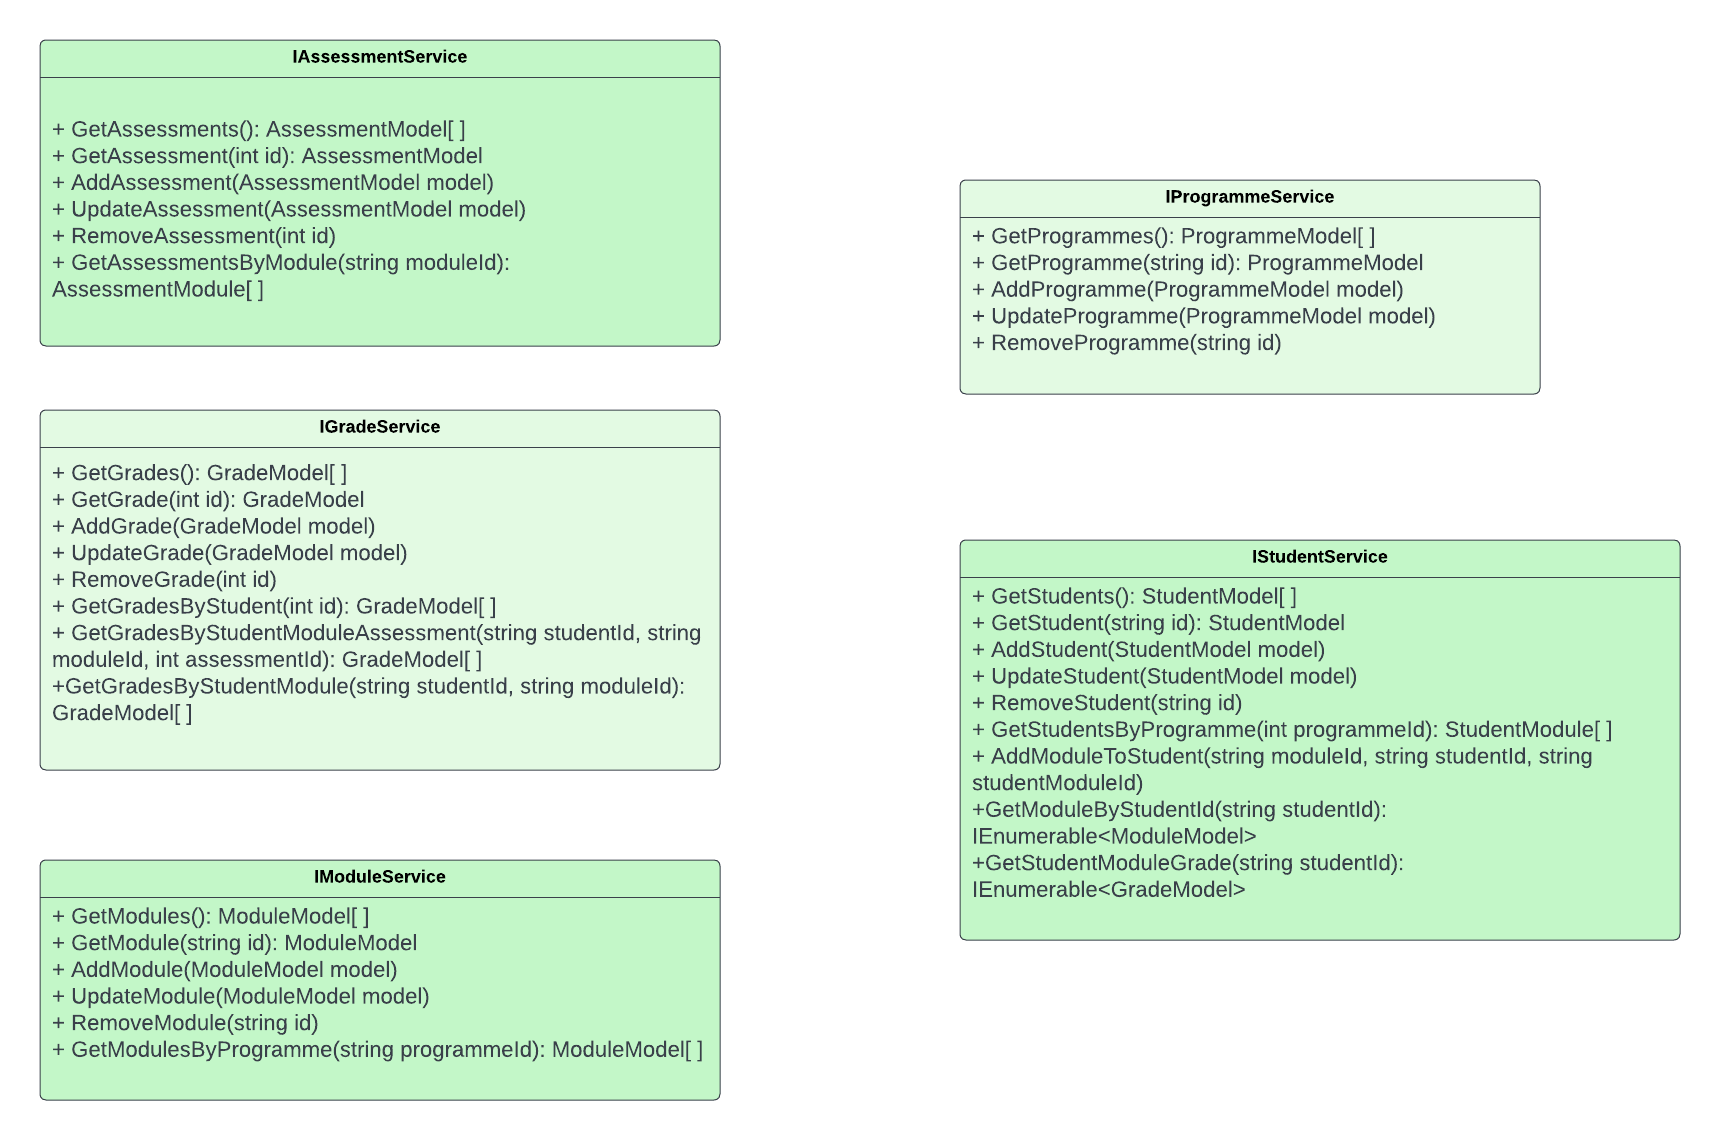 IAssessmentService
+ GetAssessments(): AssessmentModel[ ]
+ GetAssessment(int id): AssessmentModel
+ AddAssessment(AssessmentModel model)
+ UpdateAssessment(AssessmentModel model)
+ RemoveAssessment(int id)
+ GetAssessmentsByModule(string moduleId):
AssessmentModule[ ]
IGradeService
+ GetGrades(): GradeModel[ ]
+ GetGrade(int id): GradeModel
+ AddGrade(GradeModel model)
+ UpdateGrade(GradeModel model)
+ RemoveGrade(int id)
+ GetGradesByStudent(int id): GradeModel[ ]
+ GetGradesByStudentModuleAssessment(string studentId, string
moduleId, int assessmentId): GradeModel[ ]
+GetGradesByStudentModule(string studentId, string moduleId):
GradeModel[ ]
IModuleService
+ GetModules(): ModuleModel[ ]
+ GetModule(string id): ModuleModel
+ AddModule(ModuleModel model)
+ UpdateModule(ModuleModel model)
+ RemoveModule(string id)
+ GetModulesByProgramme(string programmeId): ModuleModel[ ]
IProgrammeService
+ GetProgrammes(): ProgrammeModel[ ]
+ GetProgramme(string id): ProgrammeModel
+ AddProgramme(ProgrammeModel model)
+ UpdateProgramme(ProgrammeModel model)
+ RemoveProgramme(string id)
IStudentService
+ GetStudents(): StudentModel[ ]
+ GetStudent(string id): StudentModel
+ AddStudent(StudentModel model)
+ UpdateStudent(StudentModel model)
+ RemoveStudent(string id)
+ GetStudentsByProgramme(int programmeId): StudentModule[ ]
+ AddModuleToStudent(string moduleId, string studentId, string
studentModuleId)
+GetModuleByStudentId(string studentId):
IEnumerable<ModuleModel>
+GetStudentModuleGrade(string studentId):
IEnumerable<GradeModel>